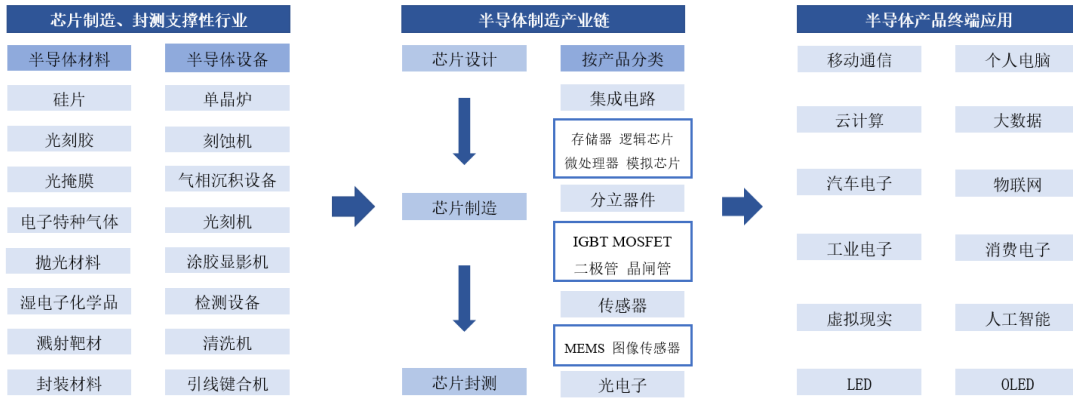 芯片制造、封测支撑性行业
半导体材料
半导体设备
硅片
单晶炉
光刻胶
刻蚀机
光掩膜
气相沉积设备
电子特种气体
光刻机
抛光材料
涂胶显影机
湿电子化学品
检测设备
溅射靶材
清洗机
封装材料
引线键合机
半导体制造产业链
芯片设计
芯片制造
芯片封测
按产品分类
集成电路
存储器 逻辑芯片
微处理器 模拟芯片
分立器件
IGBT MOSFET
二极管 晶闸管
传感器
MEMS 图像传感器
光电子
半导体产品终端应用
移动通信
个人电脑
云计算
大数据
汽车电子
物联网
工业电子
消费电子
虚拟现实
人工智能
LED
OLED